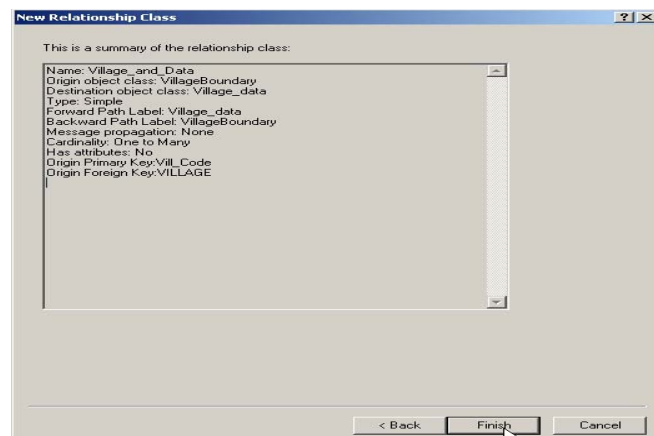 New Relationship Class
This is a summary of the relationship class:
Name: Village_and_Data
Origin object class: VillageBoundary
Destination object class: Village_data
Type: Simple
Forward Path Label: Village_data
Backward Path Label: VillageBoundary
Message propagation: None
Cardinality: One to Many
Has attributes: No
Origin Primary Key:Vill_Code
Origin Foreign Key:VILLAGE
< Back Finish Cancel